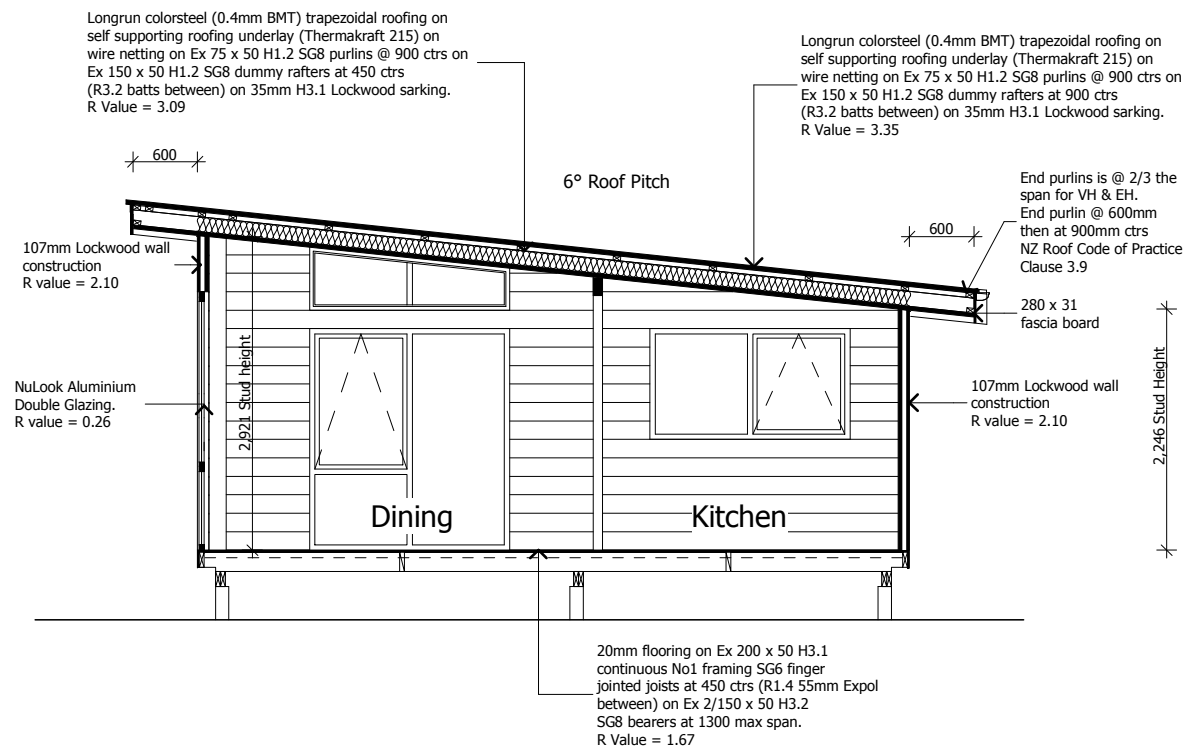 Longrun colorsteel (0.4mm BMT) trapezoidal roofing on
self supporting roofing underlay (Thermakraft 215) on
wire netting on Ex 75 x 50 H1.2 SG8 purlins @ 900 ctrs on
Ex 150 x 50 H1.2 SG8 dummy rafters at 450 ctrs
(R3.2 batts between) on 35mm H3.1 Lockwood sarking.
R Value = 3.09
Longrun colorsteel (0.4mm BMT) trapezoidal roofing on
self supporting roofing underlay (Thermakraft 215) on
wire netting on Ex 75 x 50 H1.2 SG8 purlins @ 900 ctrs on
Ex 150 x 50 H1.2 SG8 dummy rafters at 900 ctrs
(R3.2 batts between) on 35mm H3.1 Lockwood sarking.
R Value = 3.35
600
6° Roof Pitch
End purlins is @ 2/3 the
span for VH & EH.
End purlin @ 600mm
then at 900mm ctrs
NZ Roof Code of Practice
Clause 3.9
600
107mm Lockwood wall
construction
R value = 2.10
280 x 31
fascia board
NuLook Aluminium
Double Glazing.
R value = 0.26
2,921 Stud height
107mm Lockwood wall
construction
R value = 2.10
2,246 Stud Height
Dining
Kitchen
20mm flooring on Ex 200 x 50 H3.1
continuous No1 framing SG6 finger
jointed joists at 450 ctrs (R1.4 55mm Expol
between) on Ex 2/150 x 50 H3.2
SG8 bearers at 1300 max span.
R Value = 1.67